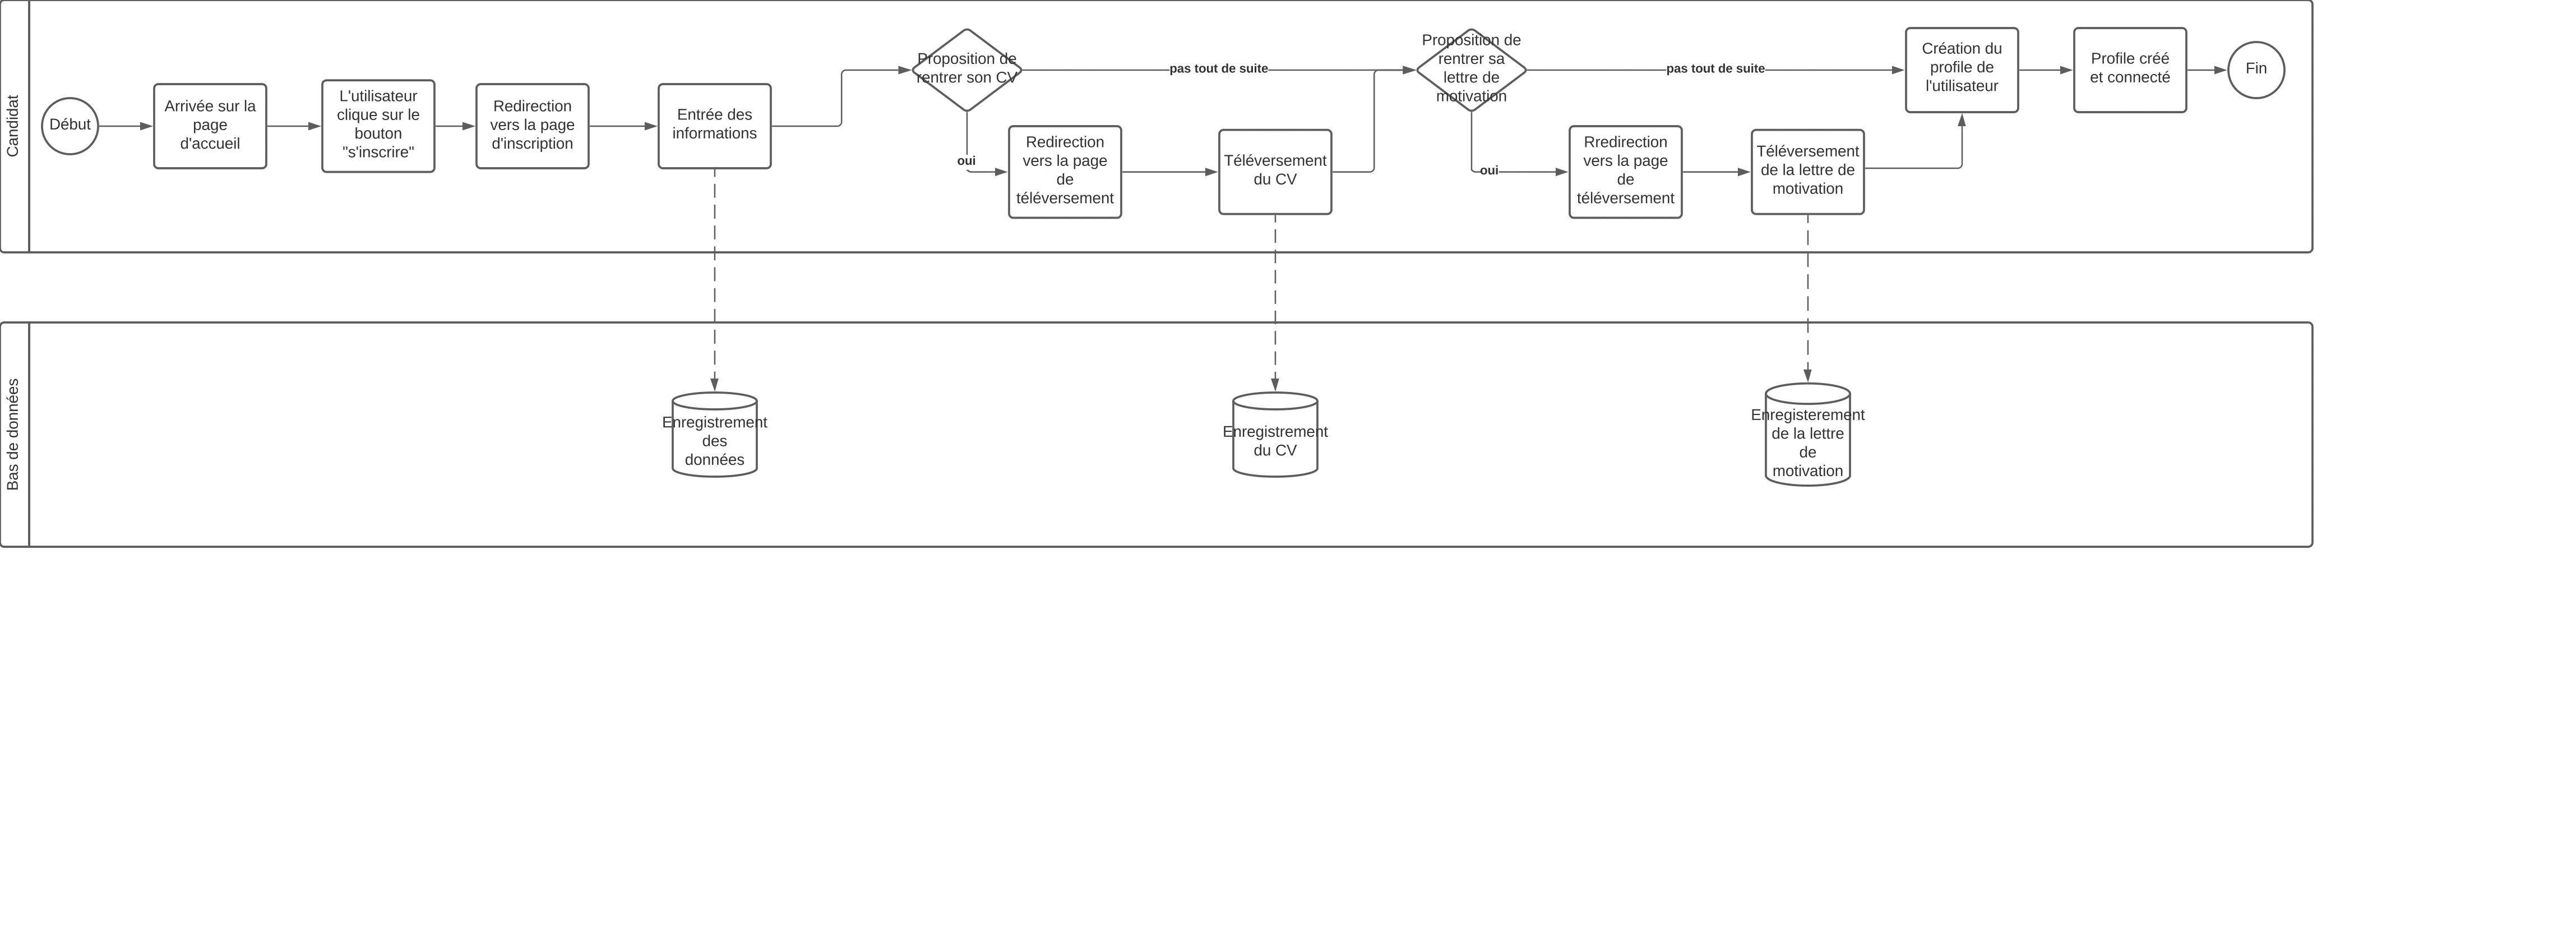 Candidat
Début
Arrivée sur la
page
d'accueil
L'utilisateur
clique sur le
bouton
"s'inscrire"
Redirection
vers la page
d'inscription
Entrée des
informations
Proposition de
rentrer son CV
pas tout de suite
oui
Redirection
vers la page
de
téléversement
Téléversement
du CV
Proposition de
rentrer sa
lettre de
motivation
pas tout de suite
oui
Rredirection
vers la page
de
téléversement
Téléversement
de la lettre de
motivation
Création du
profile de
l'utilisateur
Profile créé
et connecté
Fin
Bas de données
Enregistrement
des
données
Enregistrement
du CV
Enregisterement
de la lettre
de
motivation